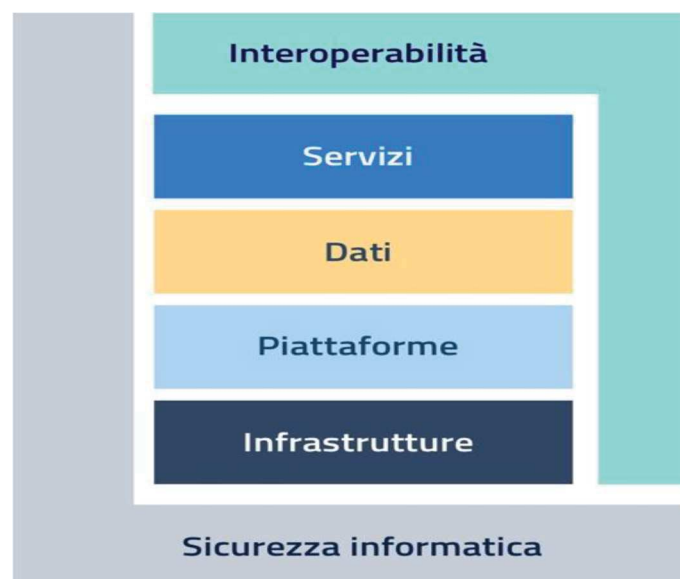 Interoperabilità
Servizi
Dati
Piattaforme
Infrastrutture
Sicurezza informatica